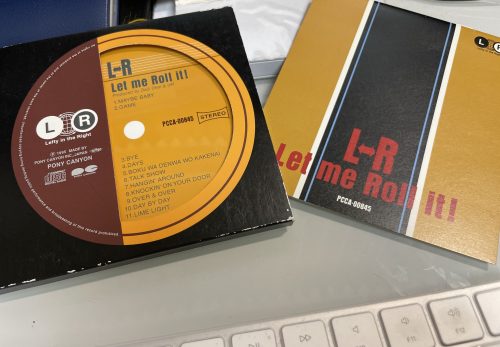 L↔R
Let me Roll it!
1.MAYBE BABY
2.GAME
PCCA-00845
STEREO
L R
Lefty in the Right
PONY CANYON
3.BYE
4.DAYS
5.BOKU WA DENWA WO KAKENAI
6.TALK SHOW
7.HANGIN' AROUND
8.KNOCKIN' ON YOUR DOOR
9.OVER & OVER
10.DAY BY DAY
11.LIME LIGHT
L R
L↔R
Let me Roll it!
PCCA-00845
F11
F12